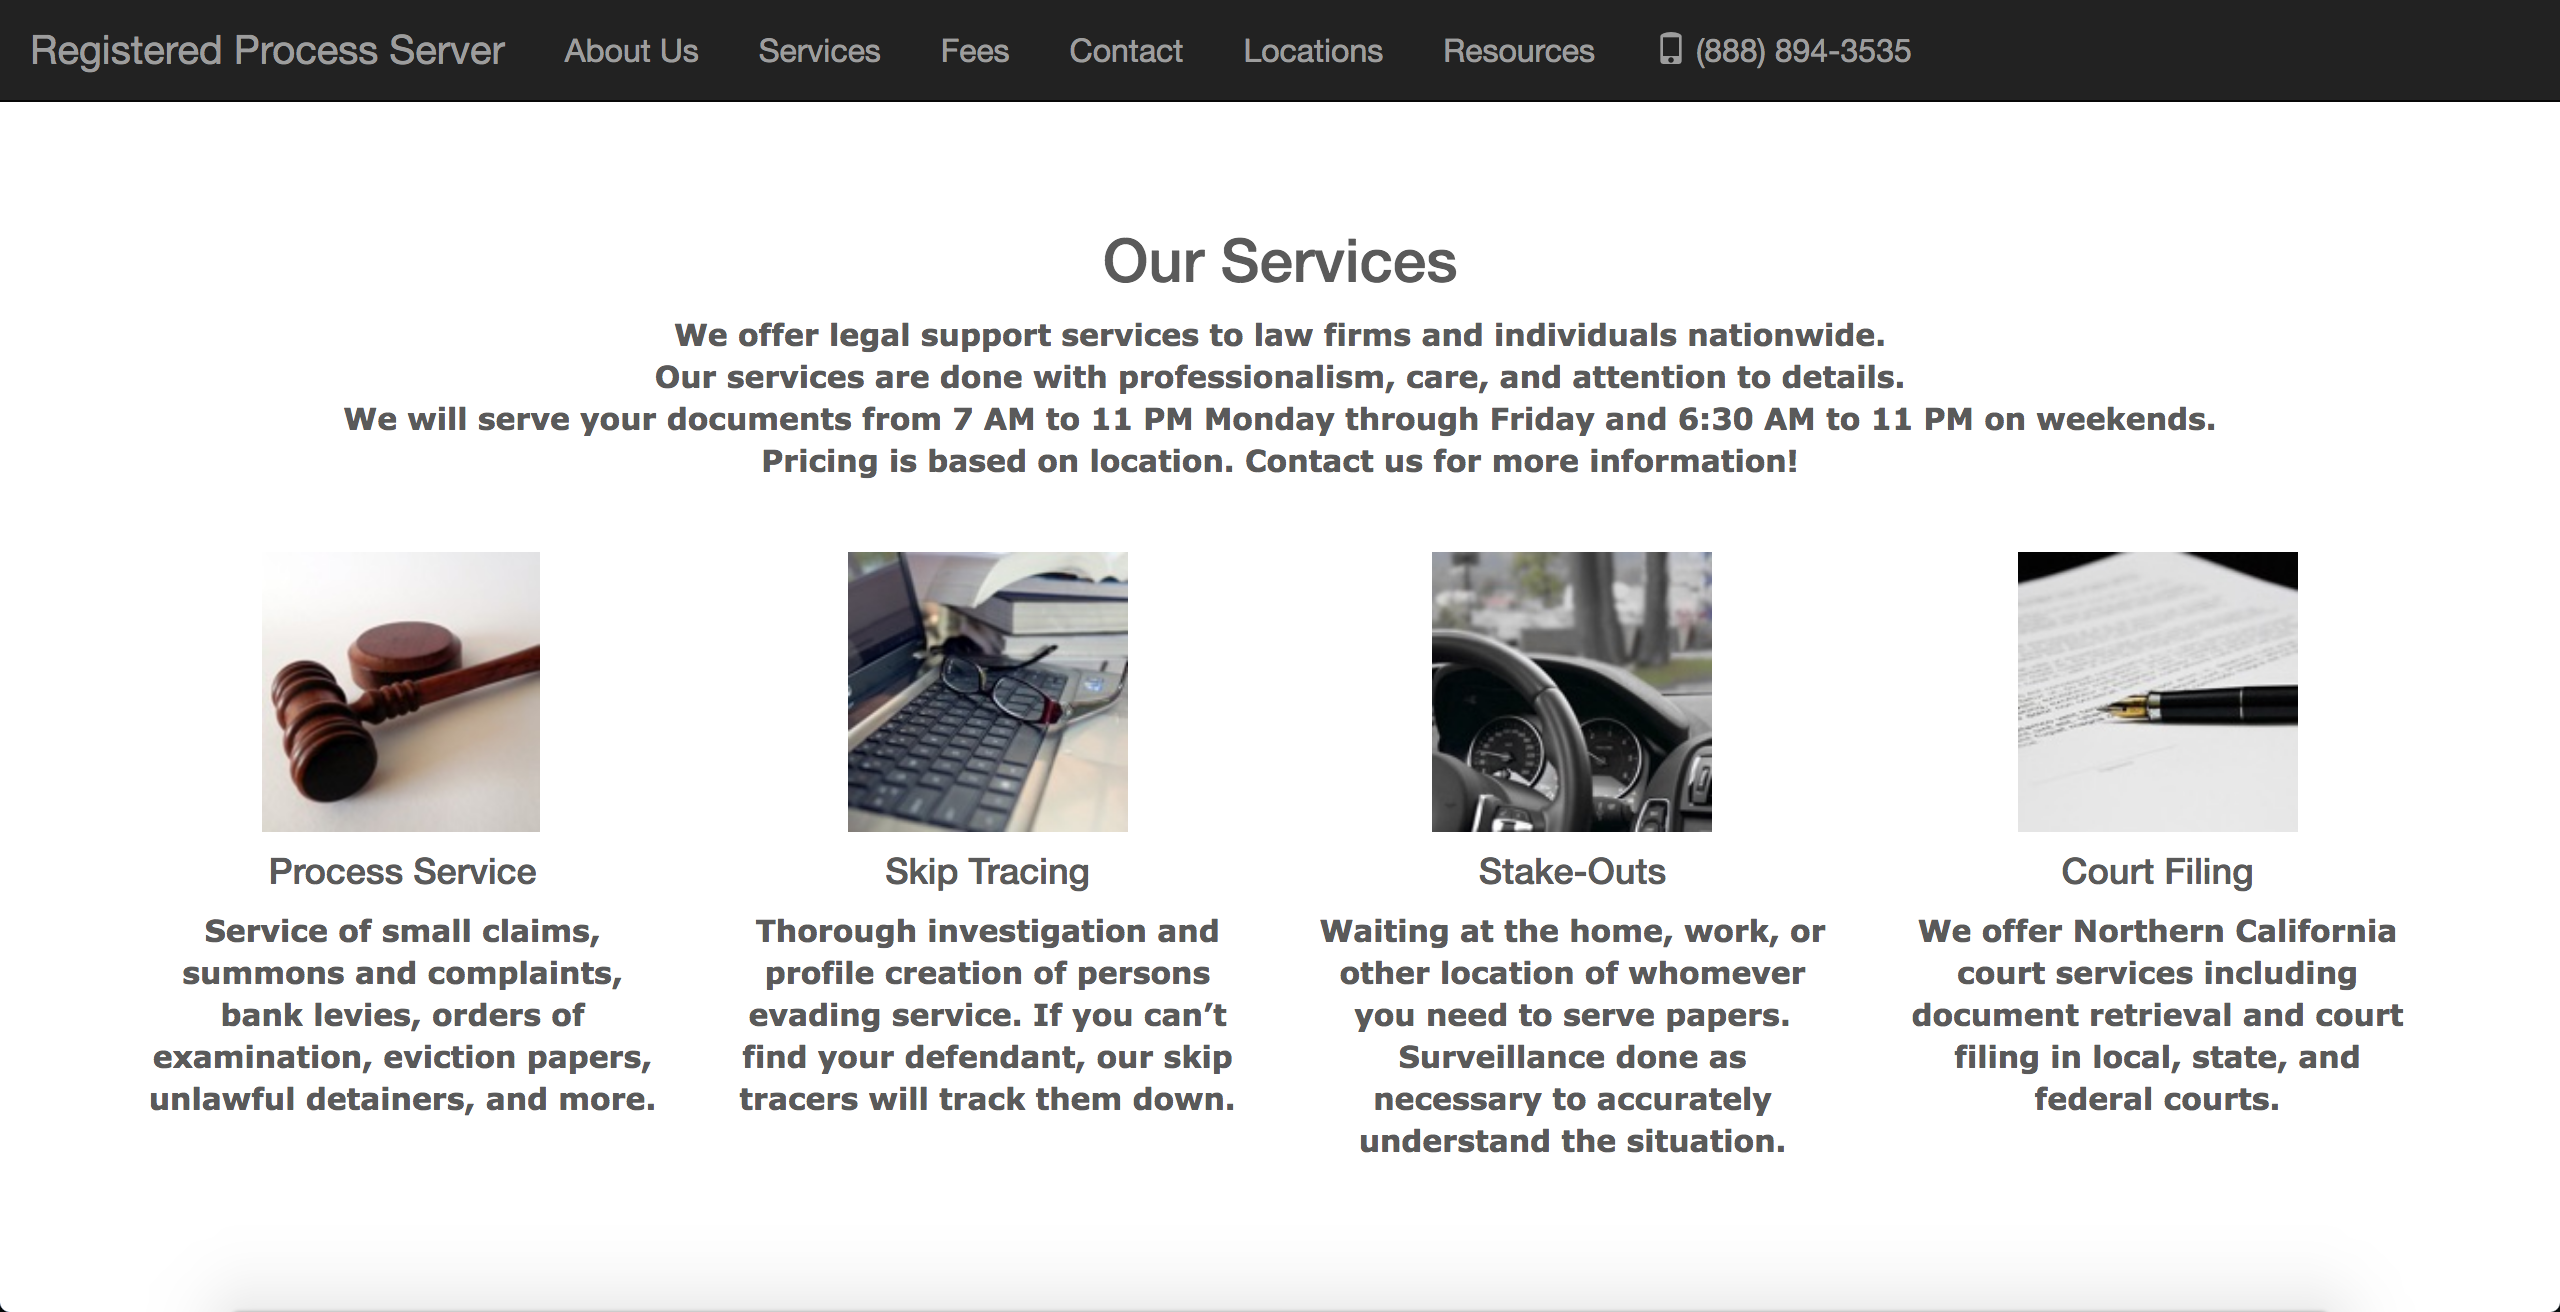 Registered Process Server About Us Services Fees Contact Locations Resources (888) 894-3535
Our Services
We offer legal support services to law firms and individuals nationwide.
Our services are done with professionalism, care, and attention to details.
We will serve your documents from 7 AM to 11 PM Monday through Friday and 6:30 AM to 11 PM on weekends.
Pricing is based on location. Contact us for more information!
Process Service
Service of small claims,
summons and complaints,
bank levies, orders of
examination, eviction papers,
unlawful detainers, and more.
Skip Tracing
Thorough investigation and
profile creation of persons
evading service. If you can’t
find your defendant, our skip
tracers will track them down.
Stake-Outs
Waiting at the home, work, or
other location of whomever
you need to serve papers.
Surveillance done as
necessary to accurately
understand the situation.
Court Filing
We offer Northern California
court services including
document retrieval and court
filing in local, state, and
federal courts.